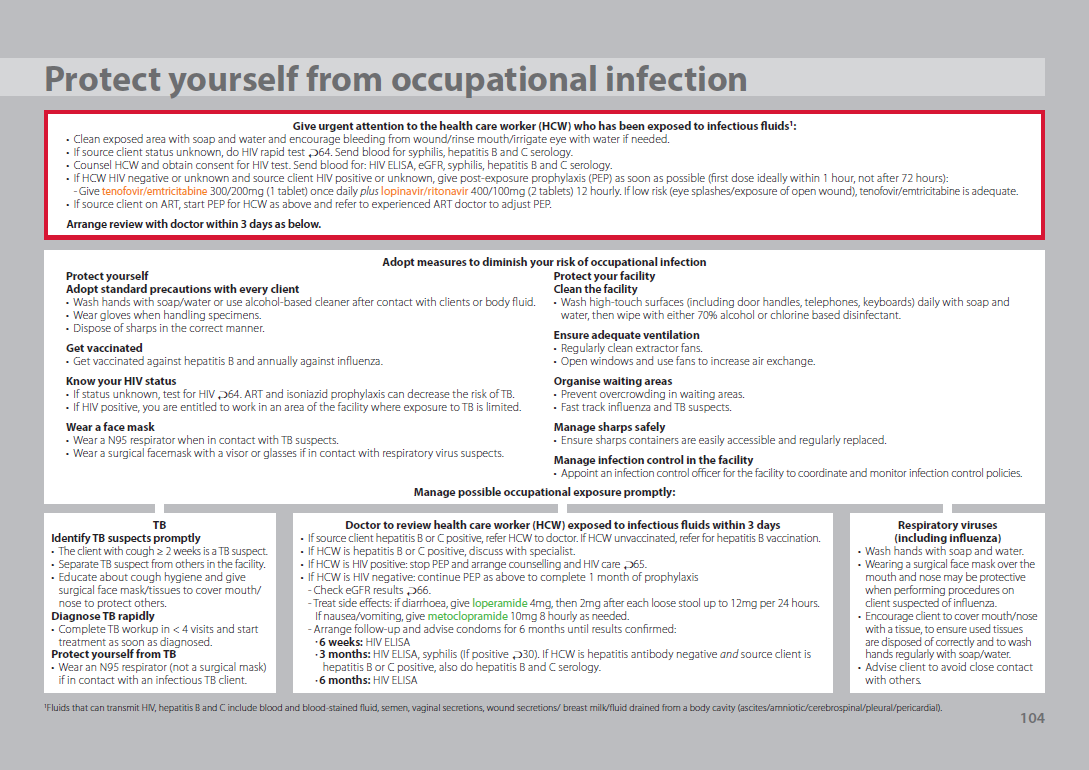 Protect yourself from occupational infection
Give urgent attention to the health care worker (HCW) who has been exposed to infectious fluids¹:
• Clean exposed area with soap and water and encourage bleeding from wound/rinse mouth/irrigate eye with water if needed.
• If source client status unknown, do HIV rapid test ⮌64. Send blood for syphilis, hepatitis B and C serology.
• Counsel HCW and obtain consent for HIV test. Send blood for: HIV ELISA, eGFR, syphilis, hepatitis B and C serology.
• If HCW HIV negative or unknown and source client HIV positive or unknown, give post-exposure prophylaxis (PEP) as soon as possible (first dose ideally within 1 hour, not after 72 hours):
- Give tenofovir/emtricitabine 300/200mg (1 tablet) once daily plus lopinavir/ritonavir 400/100mg (2 tablets) 12 hourly. If low risk (eye splashes/exposure of open wound), tenofovir/emtricitabine is adequate.
• If source client on ART, start PEP for HCW as above and refer to experienced ART doctor to adjust PEP.
Arrange review with doctor within 3 days as below.
Adopt measures to diminish your risk of occupational infection
Protect yourself
Adopt standard precautions with every client
• Wash hands with soap/water or use alcohol-based cleaner after contact with clients or body fluid.
• Wear gloves when handling specimens.
• Dispose of sharps in the correct manner.
Get vaccinated
• Get vaccinated against hepatitis B and annually against influenza.
Know your HIV status
• If status unknown, test for HIV ⮌64. ART and isoniazid prophylaxis can decrease the risk of TB.
• If HIV positive, you are entitled to work in an area of the facility where exposure to TB is limited.
Wear a face mask
• Wear a N95 respirator when in contact with TB suspects.
• Wear a surgical facemask with a visor or glasses if in contact with respiratory virus suspects.
Protect your facility
Clean the facility
• Wash high-touch surfaces (including door handles, telephones, keyboards) daily with soap and
water, then wipe with either 70% alcohol or chlorine based disinfectant.
Ensure adequate ventilation
• Regularly clean extractor fans.
• Open windows and use fans to increase air exchange.
Organise waiting areas
• Prevent overcrowding in waiting areas.
• Fast track influenza and TB suspects.
Manage sharps safely
• Ensure sharps containers are easily accessible and regularly replaced.
Manage infection control in the facility
• Appoint an infection control officer for the facility to coordinate and monitor infection control policies.
Manage possible occupational exposure promptly:
TB
Identify TB suspects promptly
• The client with cough ≥ 2 weeks is a TB suspect.
• Separate TB suspect from others in the facility.
• Educate about cough hygiene and give
surgical face mask/tissues to cover mouth/
nose to protect others.
Diagnose TB rapidly
• Complete TB workup in < 4 visits and start
treatment as soon as diagnosed.
Protect yourself from TB
• Wear an N95 respirator (not a surgical mask)
if in contact with an infectious TB client.
Doctor to review health care worker (HCW) exposed to infectious fluids within 3 days
• If source client hepatitis B or C positive, refer HCW to doctor. If HCW unvaccinated, refer for hepatitis B vaccination.
• If HCW is hepatitis B or C positive, discuss with specialist.
• If HCW is HIV positive: stop PEP and arrange counselling and HIV care ⮌65.
• If HCW is HIV negative: continue PEP as above to complete 1 month of prophylaxis
- Check eGFR results ⮌66.
- Treat side effects: if diarrhoea, give loperamide 4mg, then 2mg after each loose stool up to 12mg per 24 hours.
If nausea/vomiting, give metoclopramide 10mg 8 hourly as needed.
- Arrange follow-up and advise condoms for 6 months until results confirmed:
· 6 weeks: HIV ELISA
· 3 months: HIV ELISA, syphilis (If positive ⮌30). If HCW is hepatitis antibody negative and source client is
hepatitis B or C positive, also do hepatitis B and C serology.
· 6 months: HIV ELISA
Respiratory viruses
(including influenza)
• Wash hands with soap and water.
• Wearing a surgical face mask over the
mouth and nose may be protective
when performing procedures on
client suspected of influenza.
• Encourage client to cover mouth/nose
with a tissue, to ensure used tissues
are disposed of correctly and to wash
hands regularly with soap/water.
• Advise client to avoid close contact
with others.
¹Fluids that can transmit HIV, hepatitis B and C include blood and blood-stained fluid, semen, vaginal secretions, wound secretions/ breast milk/fluid drained from a body cavity (ascites/amniotic/cerebrospinal/pleural/pericardial).
104